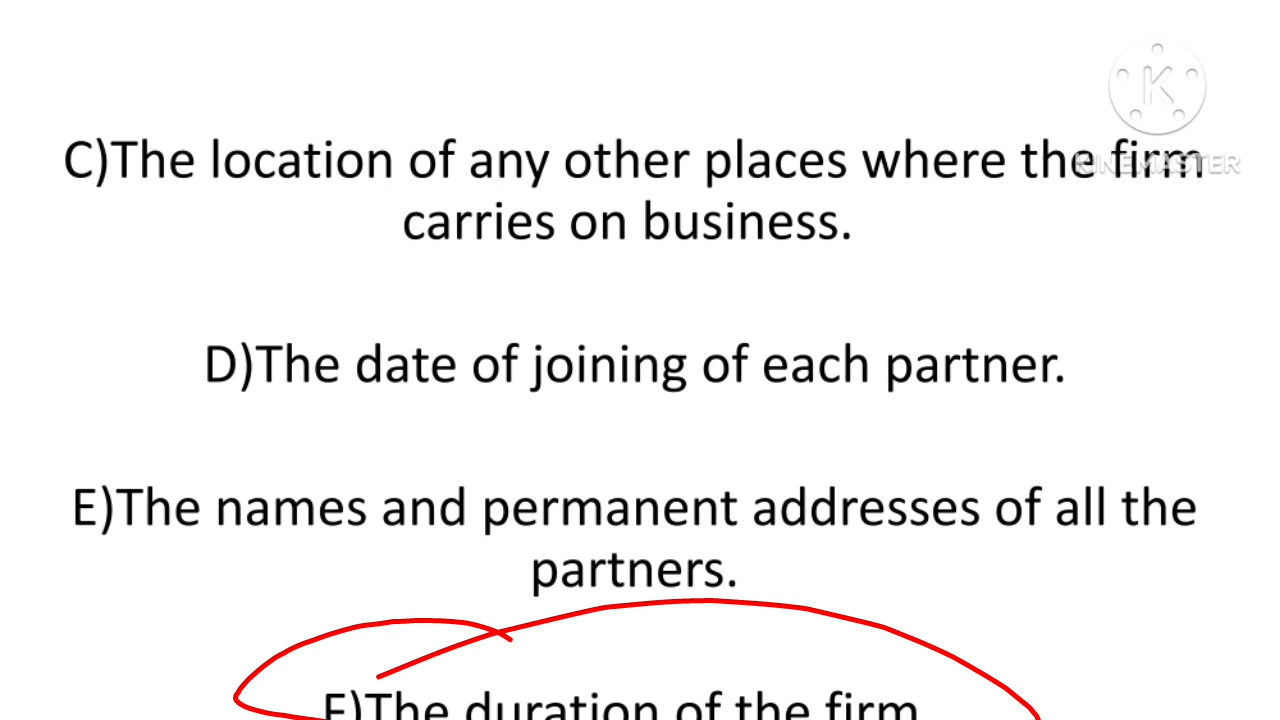 KINEMASTER
C)The location of any other places where the firm
carries on business.
D)The date of joining of each partner.
E)The names and permanent addresses of all the
partners.
F)The duration of the firm